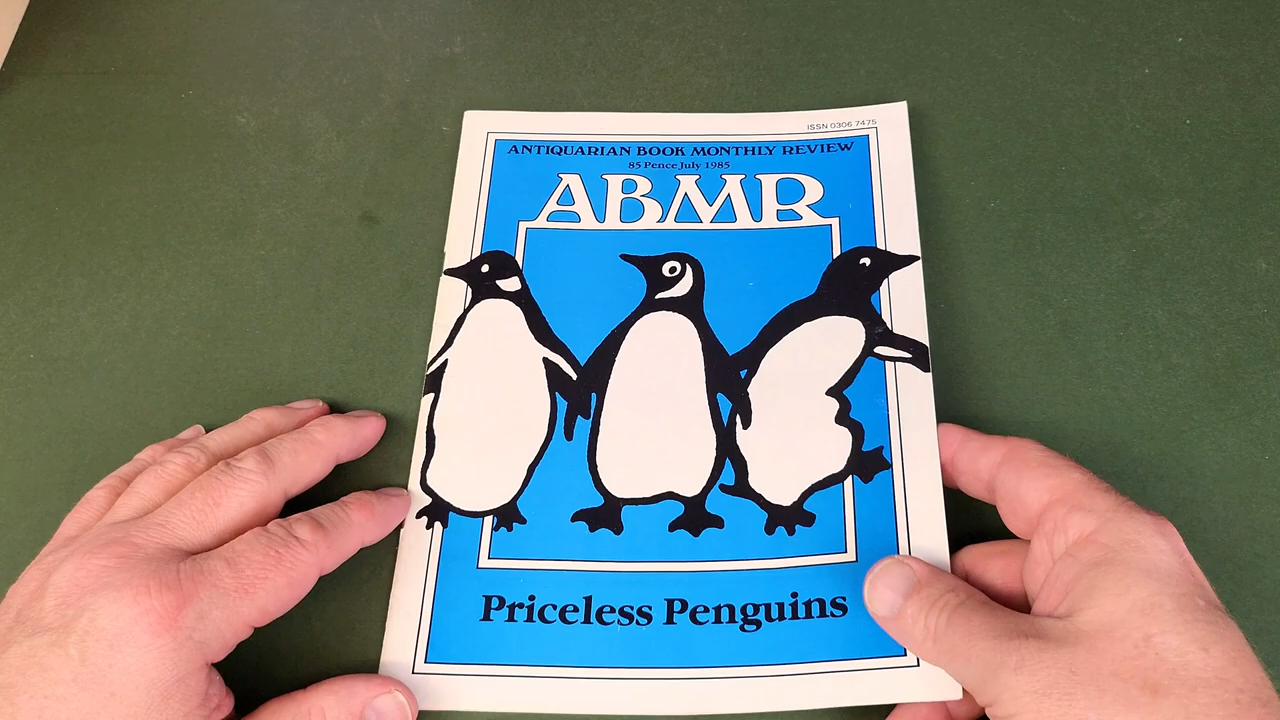 ISSN 0306 7475
ANTIQUARIAN BOOK MONTHLY REVIEW
85 Pence July 1985
ABMR
Priceless Penguins